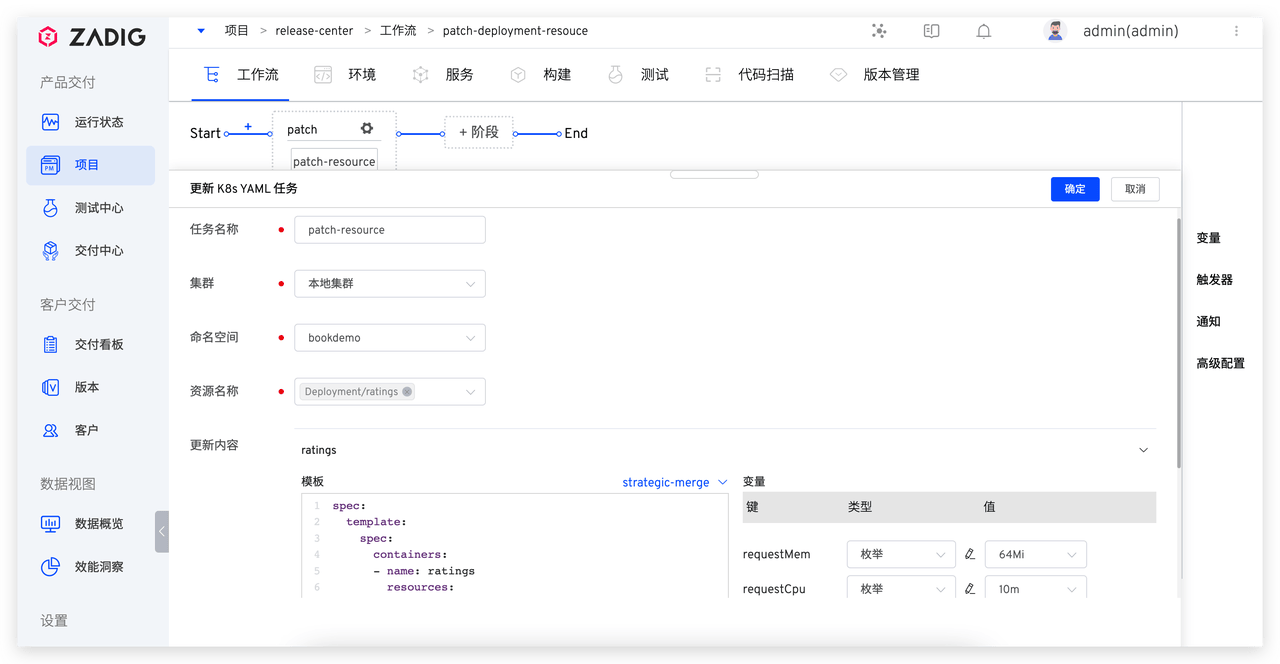 ZADIG
产品交付
运行状态
项目
测试中心
交付中心
客户交付
交付看板
版本
客户
数据视图
数据概览
效能洞察
设置
项目 > release-center > 工作流 > patch-deployment-resouce
admin(admin)
工作流 环境 服务 构建 测试 代码扫描 版本管理
Start + patch + 阶段 End
patch-resource
更新 K8s YAML 任务 确定 取消
任务名称 patch-resource
集群 本地集群
命名空间 bookdemo
资源名称 Deployment/ratings
更新内容 ratings
模板 strategic-merge
1 spec:
2 template:
3 spec:
4 containers:
5 - name: ratings
6 resources:
变量
键 类型 值
requestMem 枚举 64Mi
requestCpu 枚举 10m
变量
触发器
通知
高级配置